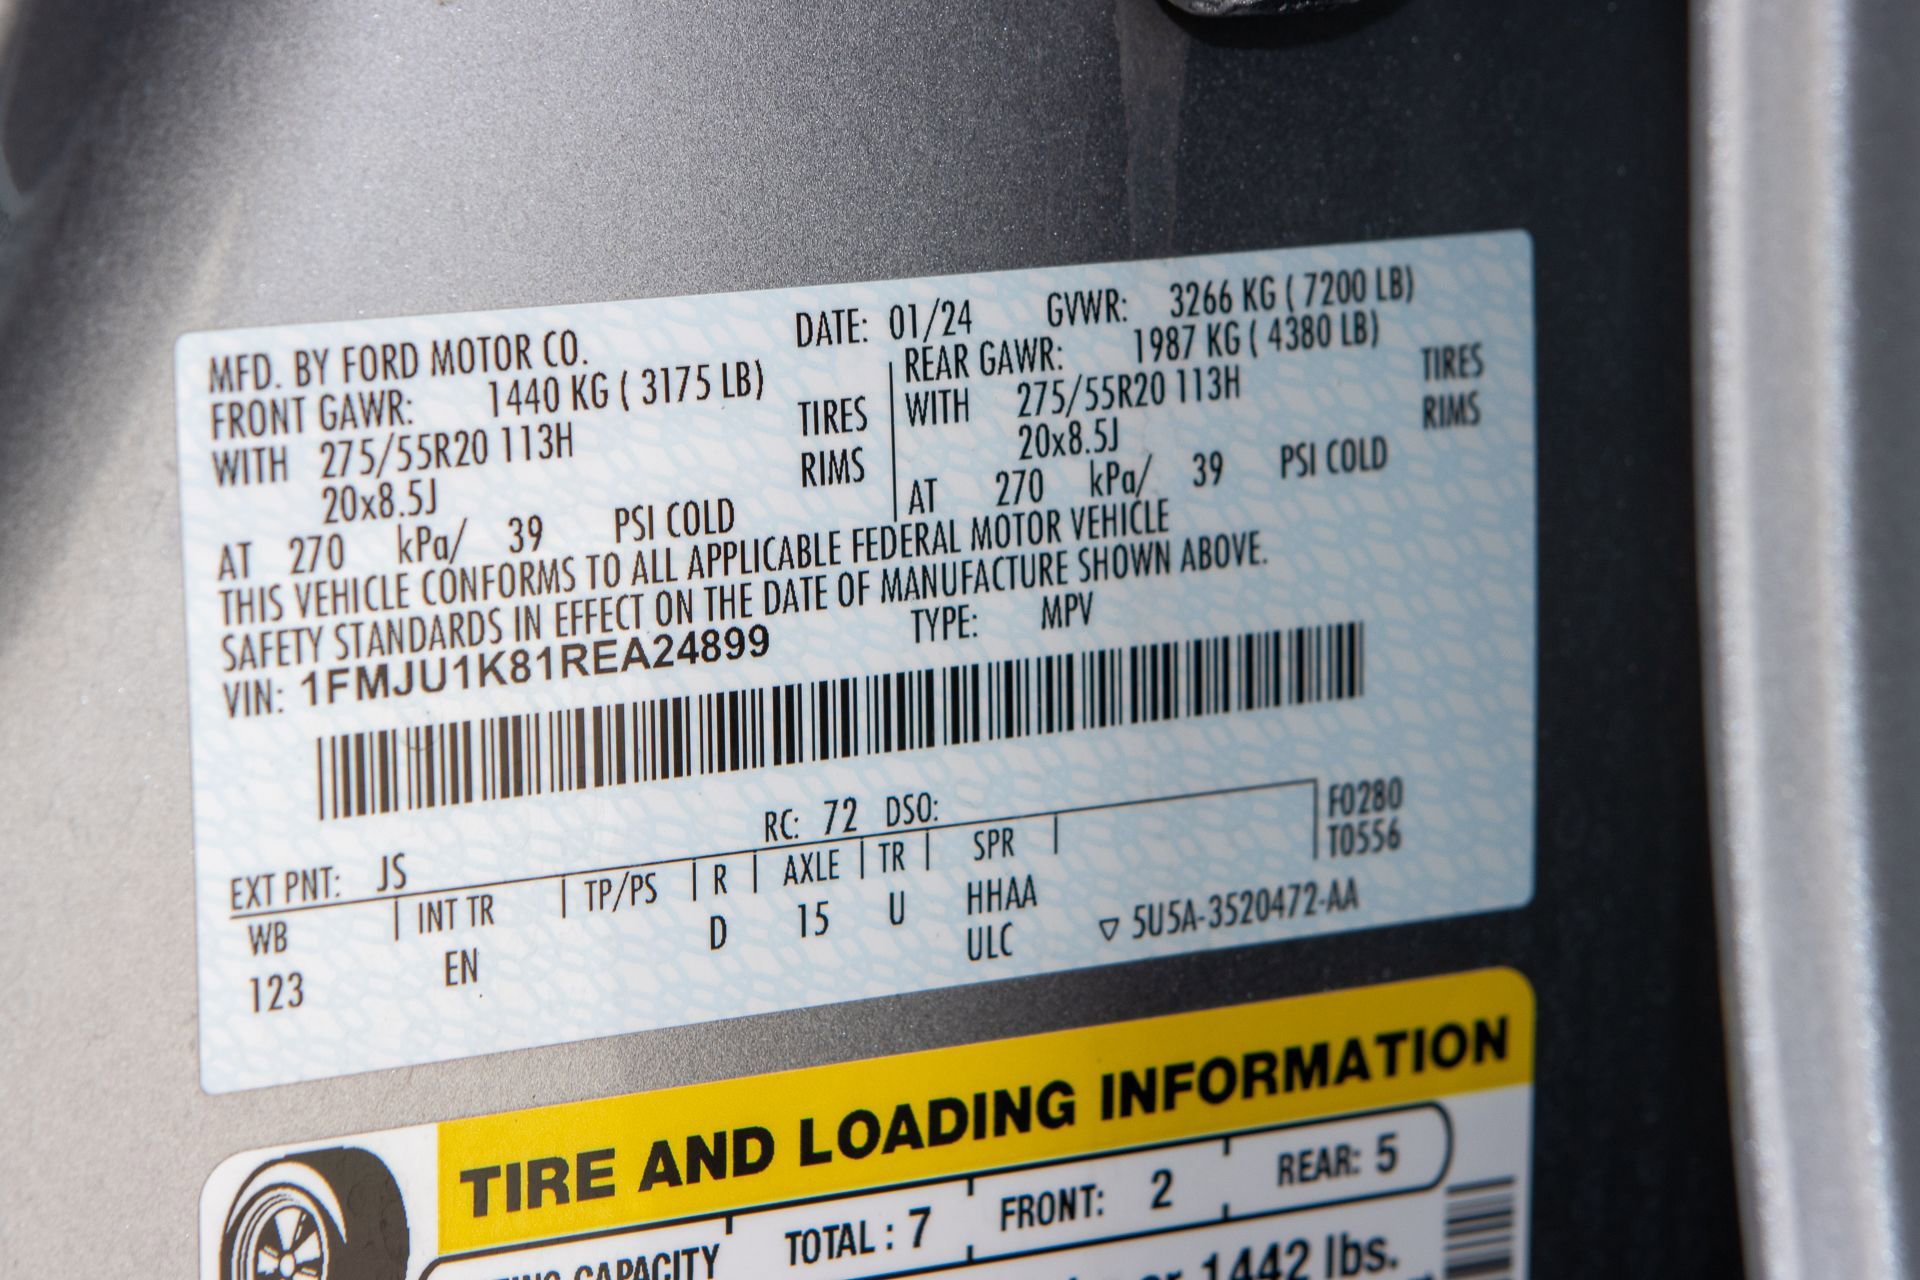 MFD. BY FORD MOTOR CO. DATE: 01/24 GVWR: 3266 KG ( 7200 LB)
FRONT GAWR: 1440 KG ( 3175 LB) REAR GAWR: 1987 KG ( 4380 LB)
WITH 275/55R20 113H TIRES WITH 275/55R20 113H TIRES
20x8.5J RIMS 20x8.5J RIMS
AT 270 kPa/ 39 PSI COLD AT 270 kPa/ 39 PSI COLD
THIS VEHICLE CONFORMS TO ALL APPLICABLE FEDERAL MOTOR VEHICLE
SAFETY STANDARDS IN EFFECT ON THE DATE OF MANUFACTURE SHOWN ABOVE.
VIN: 1FMJU1K81REA24899 TYPE: MPV
EXT PNT: JS RC: 72 DSO: F0280
WB INT TR TP/PS R AXLE TR SPR T0556
123 EN D 15 U HHAA
ULC ▽ 5U5A-3520472-AA
TIRE AND LOADING INFORMATION
CAPACITY TOTAL : 7 FRONT: 2 REAR: 5
or 1442 lbs.